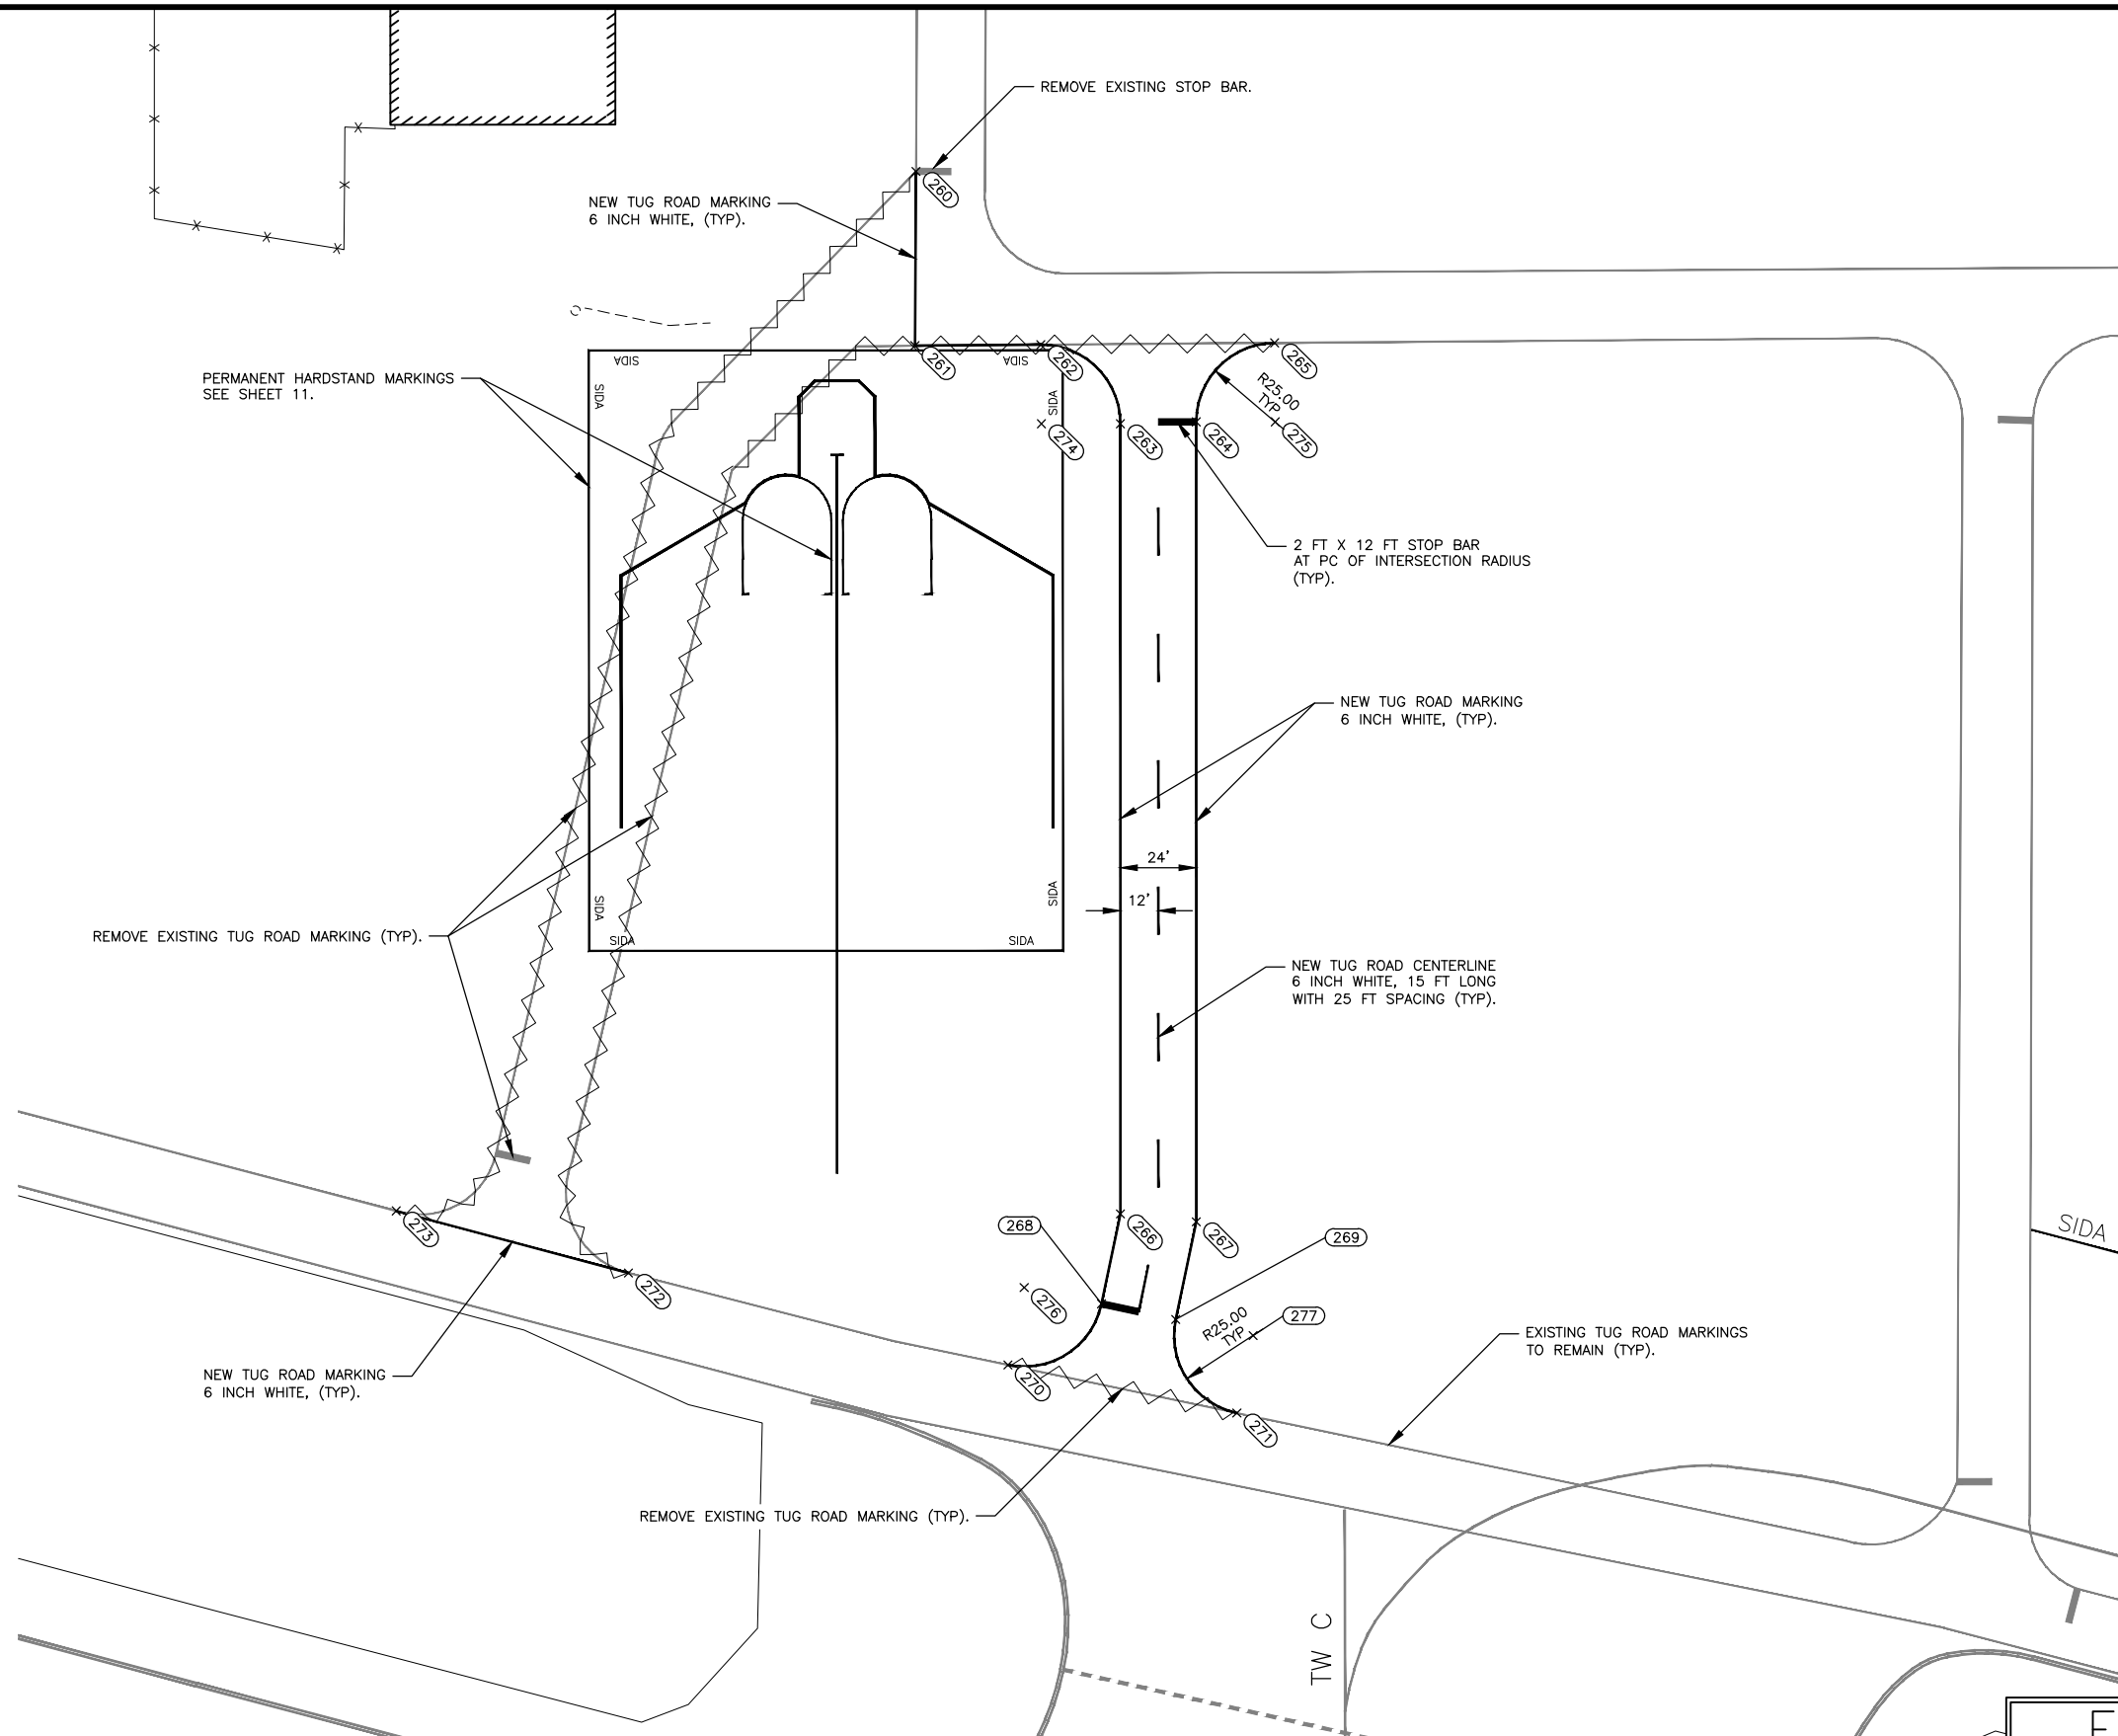 REMOVE EXISTING STOP BAR.
260
NEW TUG ROAD MARKING
6 INCH WHITE, (TYP).
SIDA
SIDA
261
262
265
PERMANENT HARDSTAND MARKINGS
SEE SHEET 11.
SIDA
SIDA
R25.00
TYP
274
263
264
275
2 FT X 12 FT STOP BAR
AT PC OF INTERSECTION RADIUS
(TYP).
NEW TUG ROAD MARKING
6 INCH WHITE, (TYP).
24'
12'
SIDA
SIDA
REMOVE EXISTING TUG ROAD MARKING (TYP).
SIDA
SIDA
NEW TUG ROAD CENTERLINE
6 INCH WHITE, 15 FT LONG
WITH 25 FT SPACING (TYP).
273
268
266
267
269
SIDA
272
276
R25.00
TYP
277
EXISTING TUG ROAD MARKINGS
TO REMAIN (TYP).
NEW TUG ROAD MARKING
6 INCH WHITE, (TYP).
270
271
REMOVE EXISTING TUG ROAD MARKING (TYP).
TW C